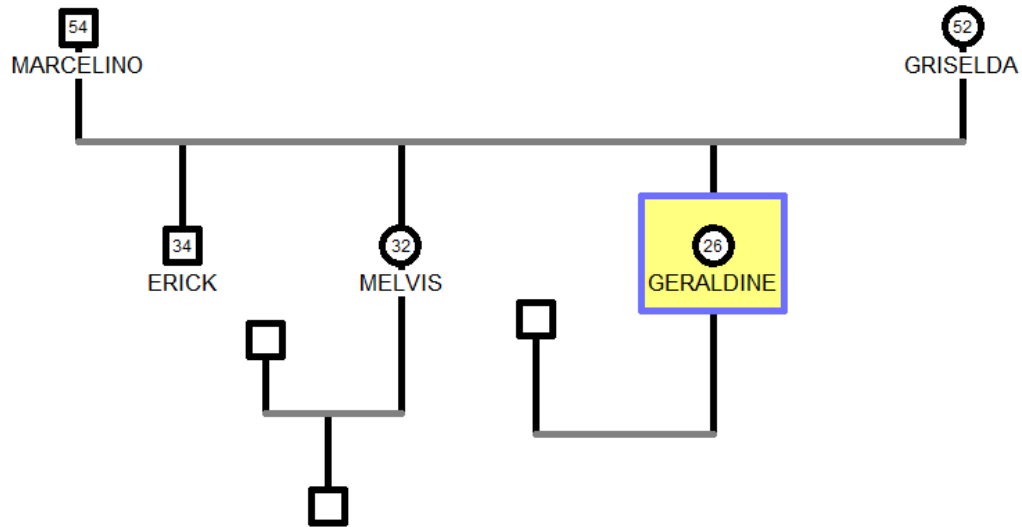 54
52
MARCELINO
GRISELDA
34
32
26
ERICK
MELVIS
GERALDINE